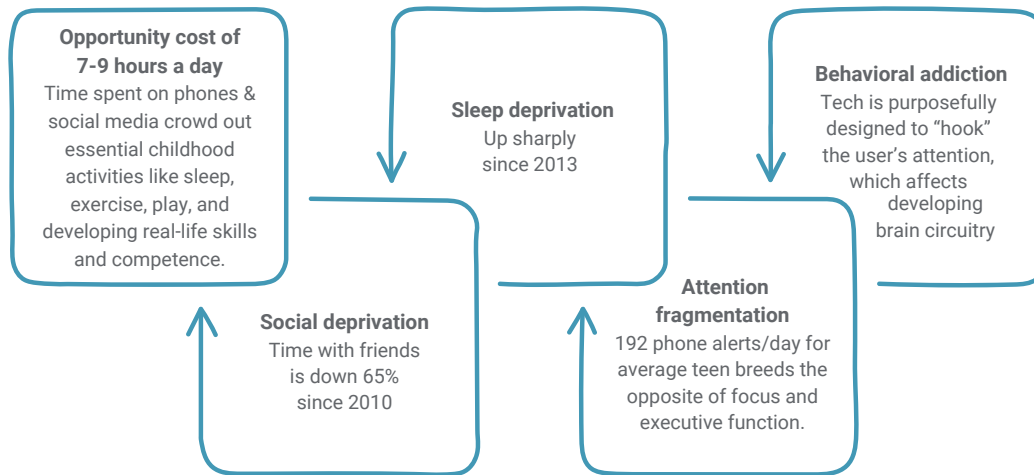 Opportunity cost of
7-9 hours a day
Time spent on phones &
social media crowd out
essential childhood
activities like sleep,
exercise, play, and
developing real-life skills
and competence.
Social deprivation
Time with friends
is down 65%
since 2010
Sleep deprivation
Up sharply
since 2013
Attention
fragmentation
192 phone alerts/day for
average teen breeds the
opposite of focus and
executive function.
Behavioral addiction
Tech is purposefully
designed to “hook”
the user’s attention,
which affects
developing
brain circuitry